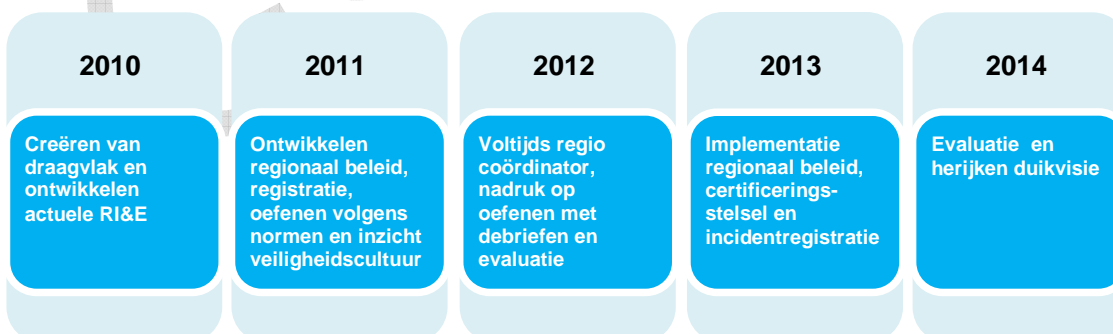 2010
Creëren van
draagvlak en
ontwikkelen
actuele RI&E
2011
Ontwikkelen
regionaal beleid,
registratie,
oefenen volgens
normen en inzicht
veiligheidscultuur
2012
Voltijds regio
coördinator,
nadruk op
oefenen met
debriefen en
evaluatie
2013
Implementatie
regionaal beleid,
certificerings-
stelsel en
incidentregistratie
2014
Evaluatie en
herijken duikvisie